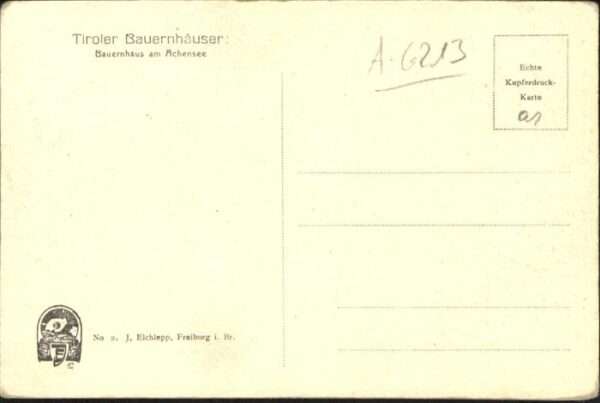 Tiroler Bauernhäuser:
Bauernhaus am Achensee
A-6213
Echte
Kupferdruck-
Karte
No 2. J. Elchlepp, Freiburg i. Br.